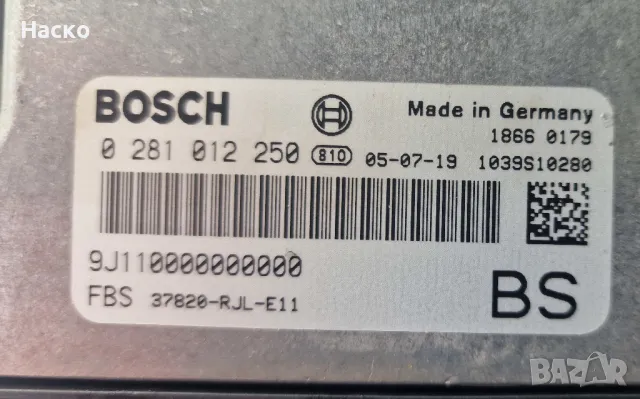 Наско
BOSCH
Made in Germany
1866 0179
0 281 012 250 810 05-07-19 1039S10280
9J110000000000
FBS 37820-RJL-E11
BS
BAZAR